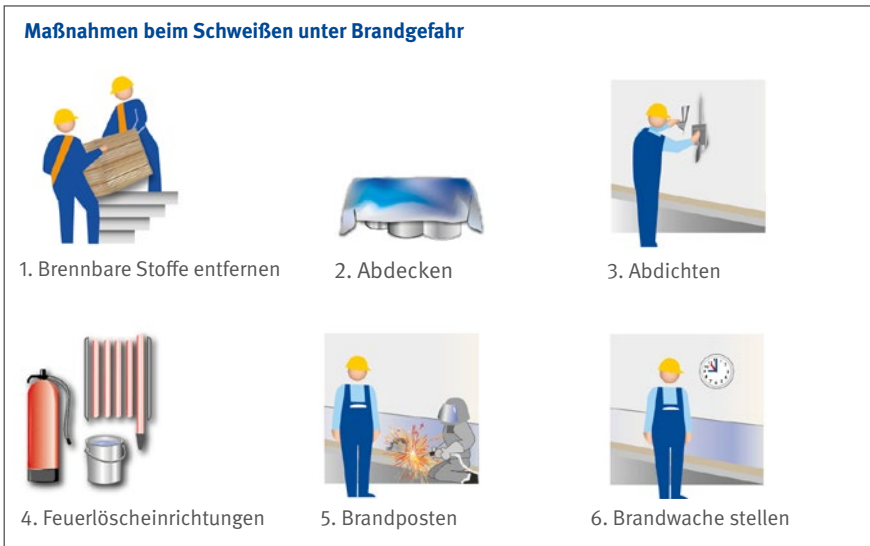 Maßnahmen beim Schweißen unter Brandgefahr
1. Brennbare Stoffe entfernen
2. Abdecken
3. Abdichten
4. Feuerlöscheinrichtungen
5. Brandposten
6. Brandwache stellen